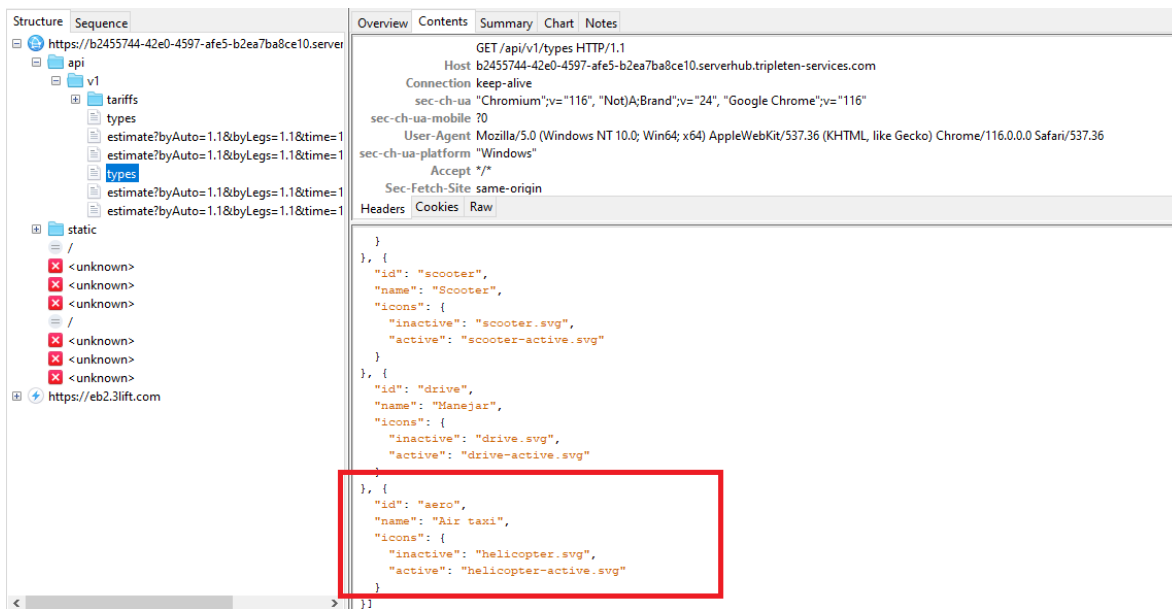 Structure Sequence
https://b2455744-42e0-4597-afe5-b2ea7ba8ce10.server
api
v1
tariffs
types
estimate?byAuto=1.1&byLegs=1.1&time=1
estimate?byAuto=1.1&byLegs=1.1&time=1
types
estimate?byAuto=1.1&byLegs=1.1&time=1
estimate?byAuto=1.1&byLegs=1.1&time=1
static
/
<unknown>
<unknown>
<unknown>
/
<unknown>
<unknown>
<unknown>
https://eb2.3lift.com
Overview Contents Summary Chart Notes
GET /api/v1/types HTTP/1.1
Host b2455744-42e0-4597-afe5-b2ea7ba8ce10.serverhub.tripleten-services.com
Connection keep-alive
sec-ch-ua "Chromium";v="116", "Not)A;Brand";v="24", "Google Chrome";v="116"
sec-ch-ua-mobile ?0
User-Agent Mozilla/5.0 (Windows NT 10.0; Win64; x64) AppleWebKit/537.36 (KHTML, like Gecko) Chrome/116.0.0.0 Safari/537.36
sec-ch-ua-platform "Windows"
Accept */*
Sec-Fetch-Site same-origin
Headers Cookies Raw
}
}, {
"id": "scooter",
"name": "Scooter",
"icons": {
"inactive": "scooter.svg",
"active": "scooter-active.svg"
}
}, {
"id": "drive",
"name": "Manejar",
"icons": {
"inactive": "drive.svg",
"active": "drive-active.svg"
}
}, {
"id": "aero",
"name": "Air taxi",
"icons": {
"inactive": "helicopter.svg",
"active": "helicopter-active.svg"
}
}]